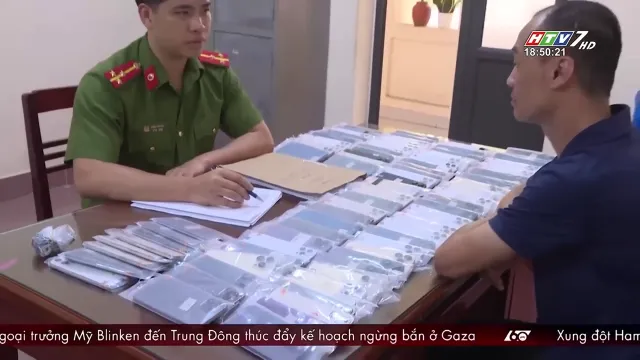 HTV7 HD
18:50:21
goại trưởng Mỹ Blinken đến Trung Đông thúc đẩy kế hoạch ngừng bắn ở Gaza 60 Xung đột Ham